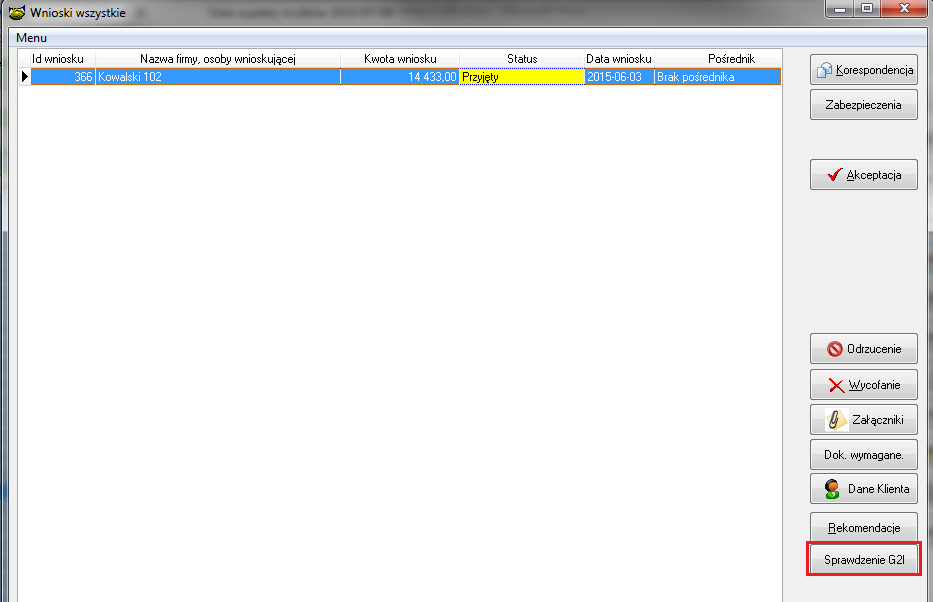 Wnioski wszystkie
Menu
Id wniosku Nazwa firmy, osoby wnioskującej Kwota wniosku Status Data wniosku Pośrednik
366 Kowalski 102 14 433,00 Przyjęty 2015-06-03 Brak pośrednika
Korespondencja
Zabezpieczenia
Akceptacja
Odrzucenie
Wycofanie
Załączniki
Dok. wymagane.
Dane Klienta
Rekomendacje
Sprawdzenie G2I